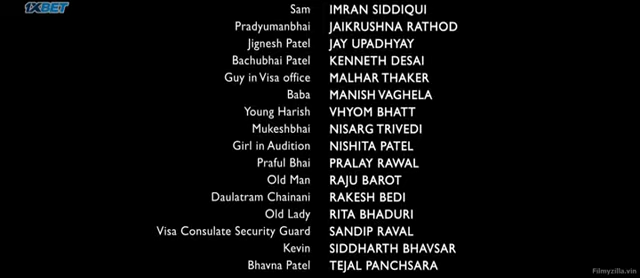 1XBET
Sam IMRAN SIDDIQUI
Pradyumanbhai JAIKRUSHNA RATHOD
Jignesh Patel JAY UPADHYAY
Bachubhai Patel KENNETH DESAI
Guy in Visa office MALHAR THAKER
Baba MANISH VAGHELA
Young Harish VHYOM BHATT
Mukeshbhai NISARG TRIVEDI
Girl in Audition NISHITA PATEL
Praful Bhai PRALAY RAWAL
Old Man RAJU BAROT
Daulatram Chainani RAKESH BEDI
Old Lady RITA BHADURI
Visa Consulate Security Guard SANDIP RAVAL
Kevin SIDDHARTH BHAVSAR
Bhavna Patel TEJAL PANCHSARA
Filmyzilla.vin